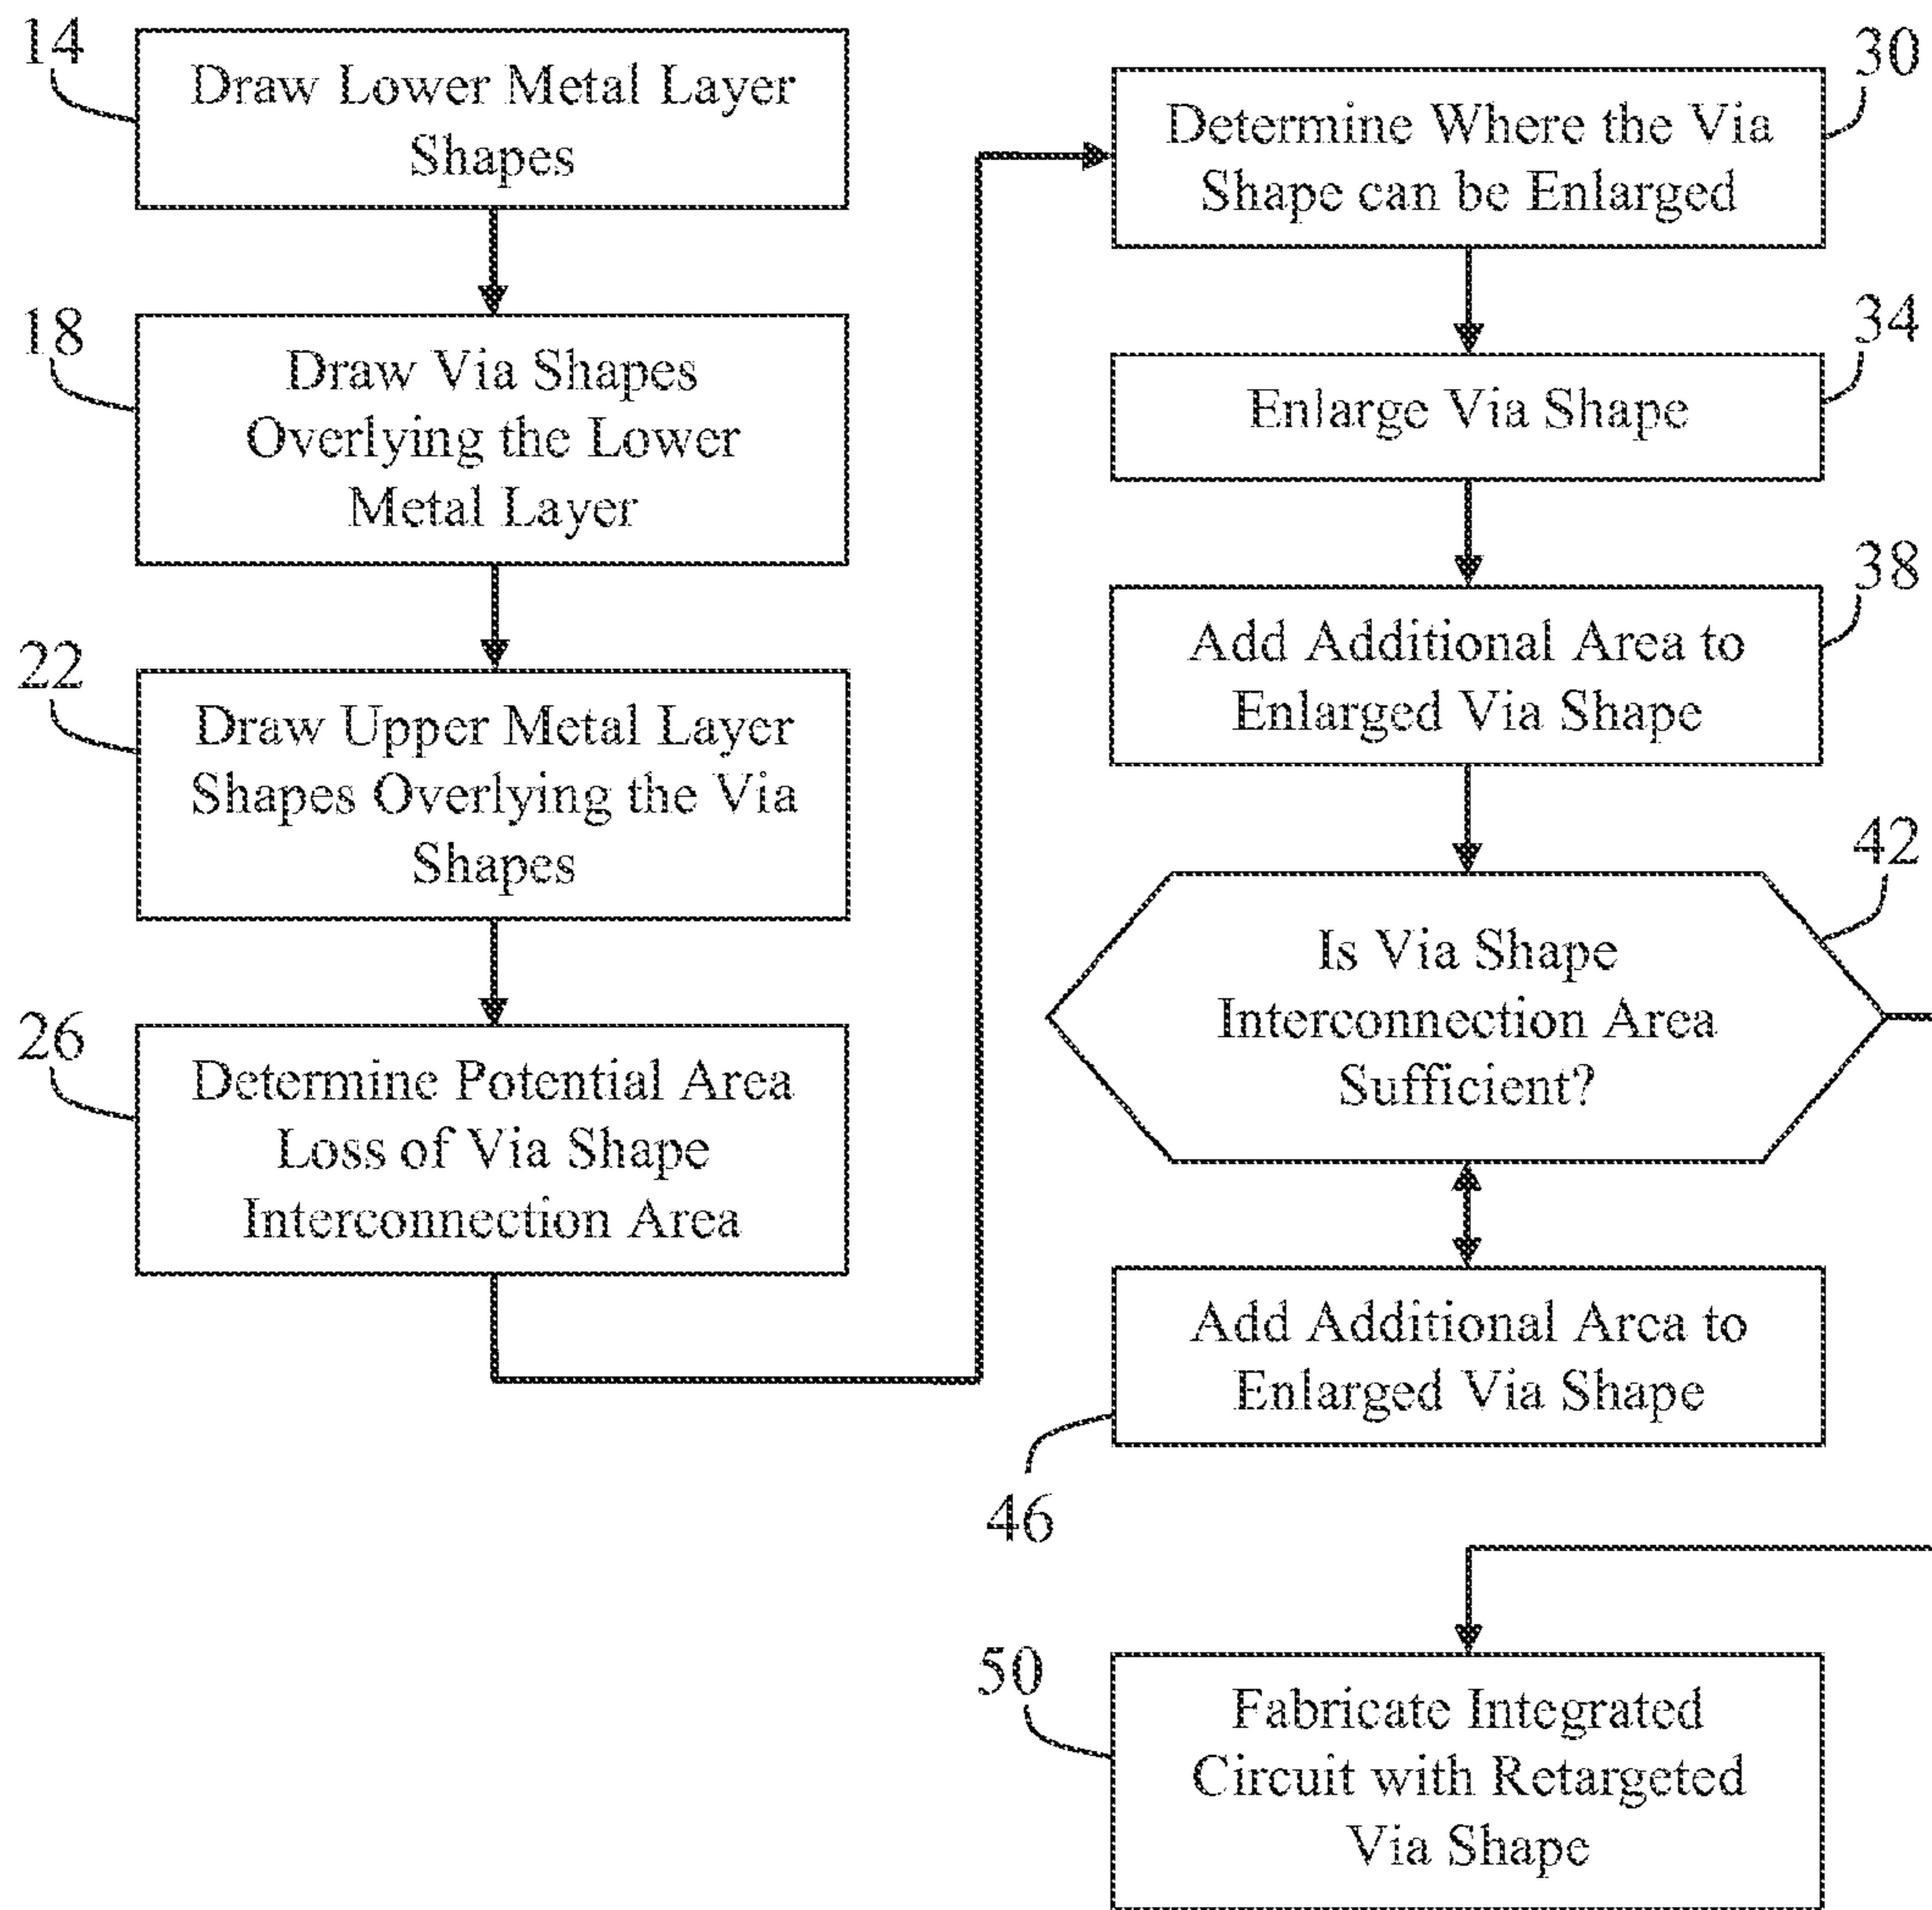 14
Draw Lower Metal Layer
Shapes
18
Draw Via Shapes
Overlying the Lower
Metal Layer
22
Draw Upper Metal Layer
Shapes Overlying the Via
Shapes
26
Determine Potential Area
Loss of Via Shape
Interconnection Area
30
Determine Where the Via
Shape can be Enlarged
34
Enlarge Via Shape
38
Add Additional Area to
Enlarged Via Shape
42
Is Via Shape
Interconnection Area
Sufficient?
Add Additional Area to
Enlarged Via Shape
46
50
Fabricate Integrated
Circuit with Retargeted
Via Shape